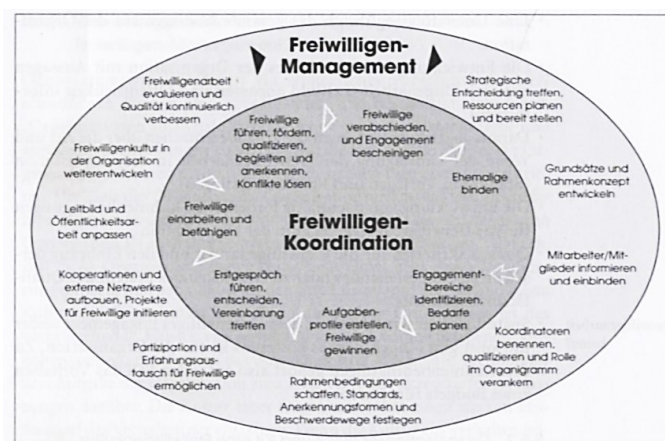 Freiwilligen-
Management
Strategische
Entscheidung treffen,
Ressourcen planen
und bereit stellen
Grundsätze und
Rahmenkonzept
entwickeln
Mitarbeiter/Mit-
glieder informieren
und einbinden
Koordinatoren
benennen,
qualifizieren und Rolle
im Organigramm
verankern
Rahmenbedingungen
schaffen, Standards,
Anerkennungsformen und
Beschwerdewege festlegen
Partizipation und
Erfahrungsaus-
tausch für Freiwillige
ermöglichen
Kooperationen und
externe Netzwerke
aufbauen, Projekte
für Freiwillige initiieren
Leitbild und
Öffentlichkeitsar-
beit anpassen
Freiwilligenkultur in
der Organisation
weiterentwickeln
Freiwilligenarbeit
evaluieren und
Qualität kontinuierlich
verbessern
Freiwilligen-
Koordination
Engagement-
bereiche
identifizieren,
Bedarfe
planen
Aufgaben-
profile erstellen,
Freiwillige
gewinnen
Erstgespräch
führen,
entscheiden,
Vereinbarung
treffen
Freiwillige
einarbeiten und
befähigen
Freiwillige
führen, fördern,
qualifizieren,
begleiten und
anerkennen,
Konflikte lösen
Freiwillige
verabschieden,
und Engagement
bescheinigen
Ehemalige
binden